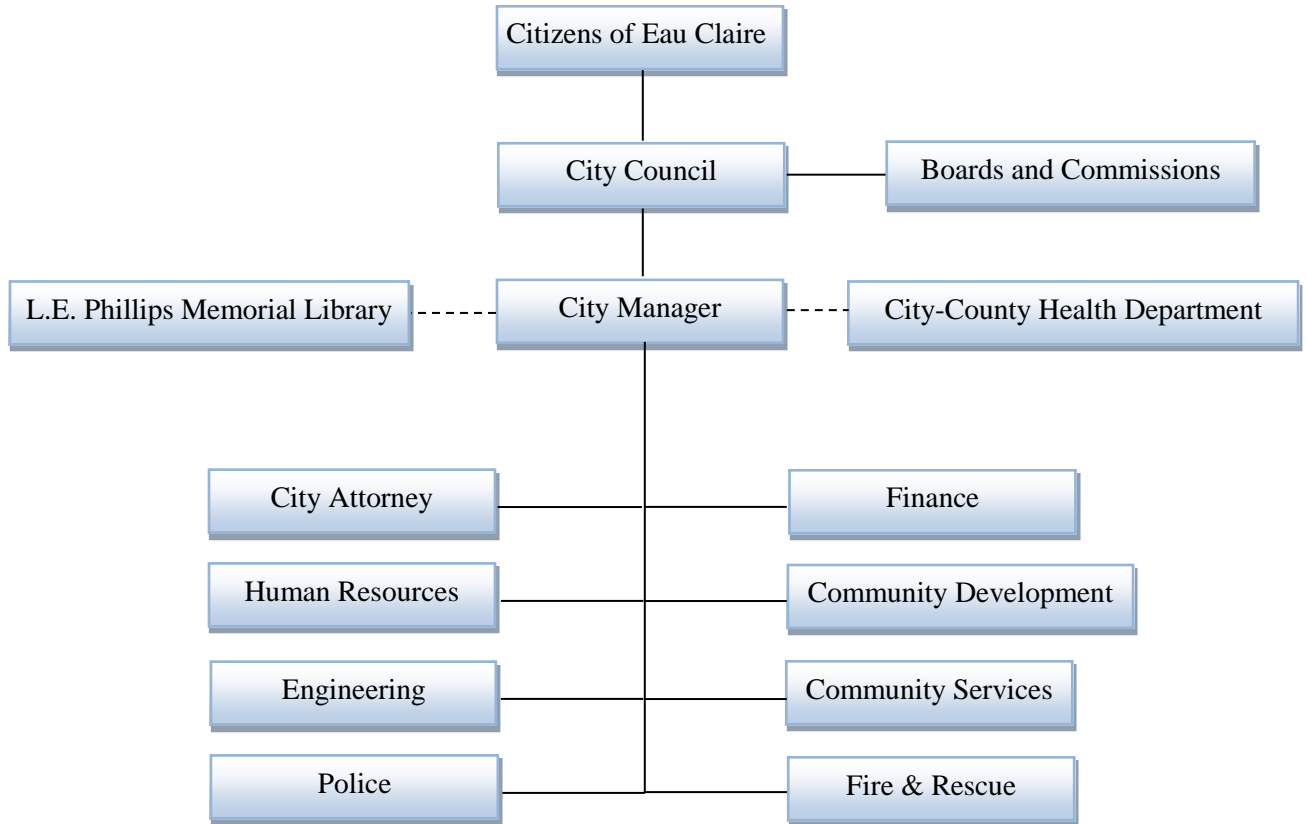 Citizens of Eau Claire
City Council
Boards and Commissions
L.E. Phillips Memorial Library
City Manager
City-County Health Department
City Attorney
Finance
Human Resources
Community Development
Engineering
Community Services
Police
Fire & Rescue